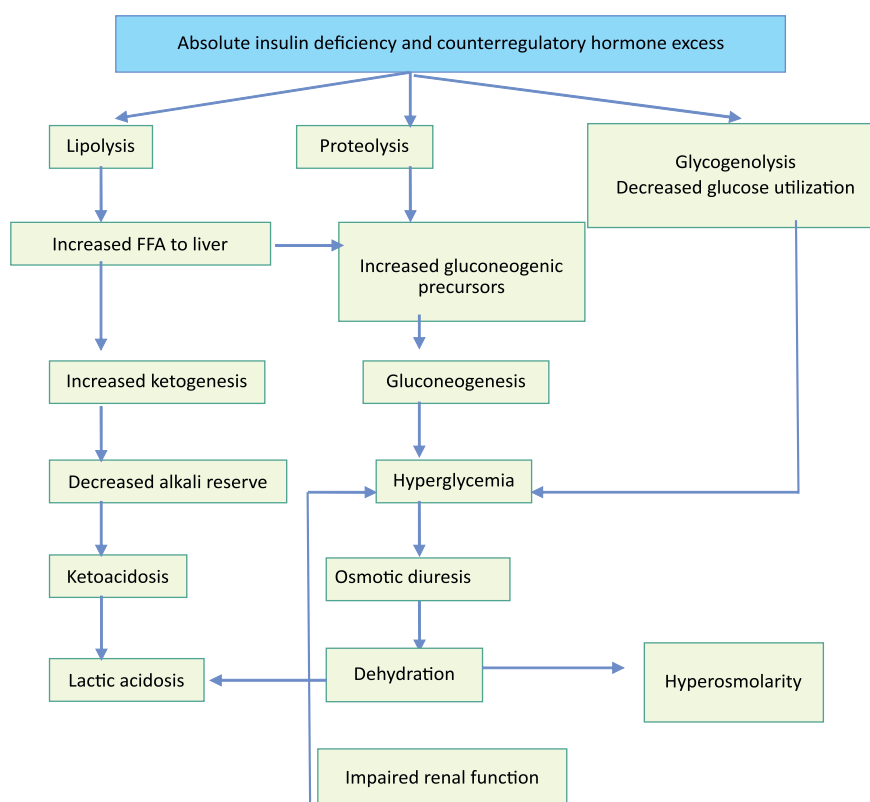 Absolute insulin deficiency and counterregulatory hormone excess
Lipolysis
Proteolysis
Glycogenolysis
Decreased glucose utilization
Increased FFA to liver
Increased gluconeogenic
precursors
Increased ketogenesis
Gluconeogenesis
Decreased alkali reserve
Hyperglycemia
Ketoacidosis
Osmotic diuresis
Lactic acidosis
Dehydration
Hyperosmolarity
Impaired renal function